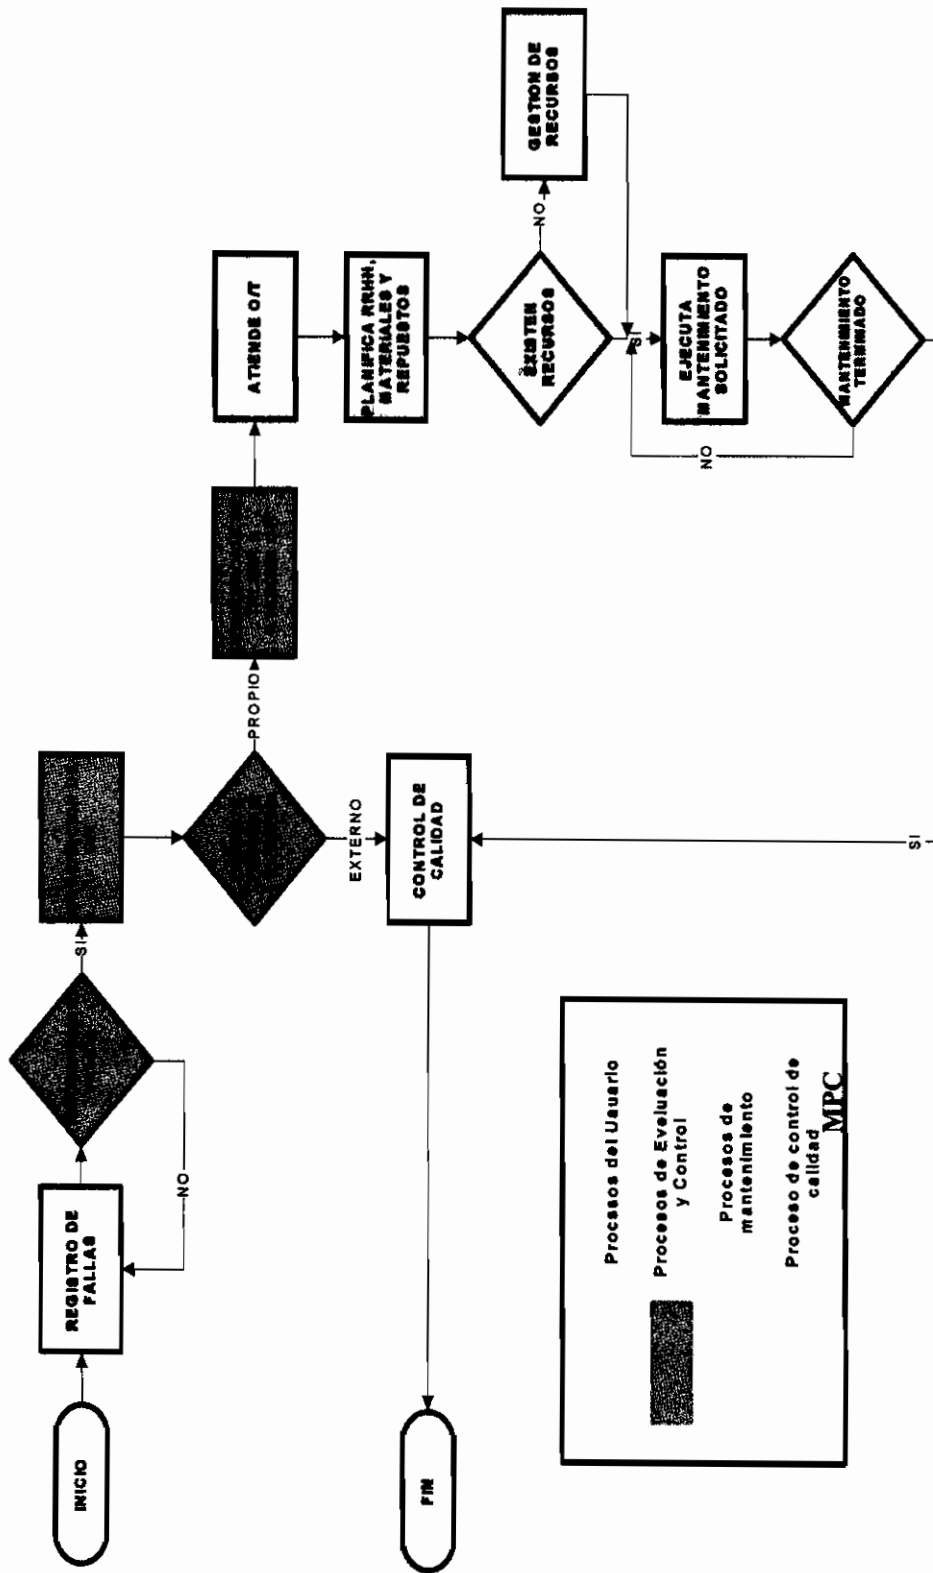 INICIO
REGISTRO DE
FALLAS
NO
SI
PROPIO
EXTERNO
ATIENDE O/T
PLANIFICA RRHH,
MATERIALES Y
REPUESTOS
EXISTEN
RECURSOS
NO
GESTION DE
RECURSOS
SI
EJECUTA
MANTENIMIENTO
SOLICITADO
MANTENIMIENTO
TERMINADO
NO
SI
CONTROL DE
CALIDAD
FIN
Procesos del Usuario
Procesos de Evaluación
y Control
Procesos de
mantenimiento
Proceso de control de
calidad
MPC